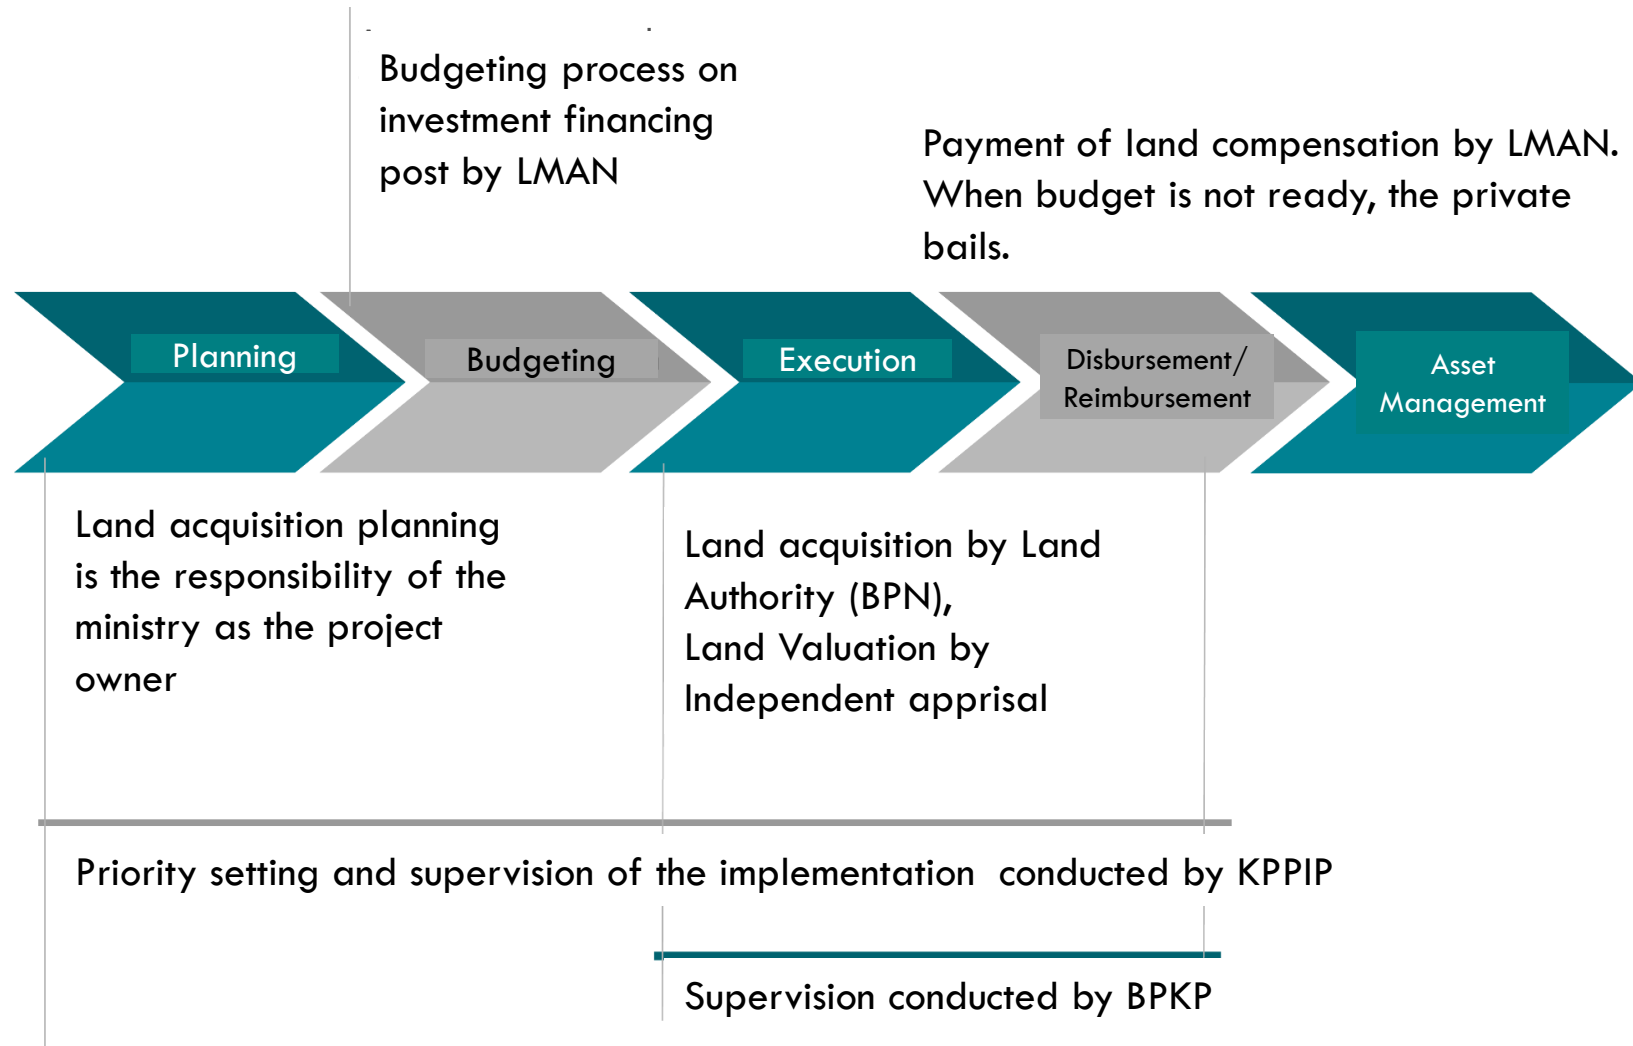 Budgeting process on
investment financing
post by LMAN
Payment of land compensation by LMAN.
When budget is not ready, the private
bails.
Planning
Budgeting
Execution
Disbursement/
Reimbursement
Asset
Management
Land acquisition planning
is the responsibility of the
ministry as the project
owner
Land acquisition by Land
Authority (BPN),
Land Valuation by
Independent apprisal
Priority setting and supervision of the implementation conducted by KPPIP
Supervision conducted by BPKP